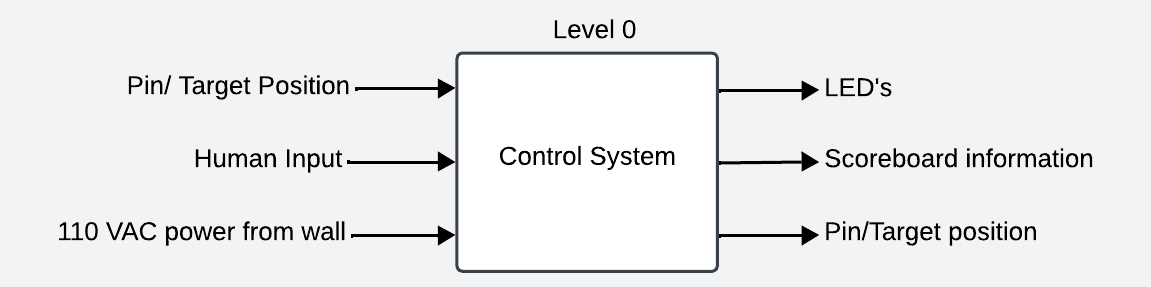 Level 0
Pin/ Target Position
Human Input
110 VAC power from wall
Control System
LED's
Scoreboard information
Pin/Target position